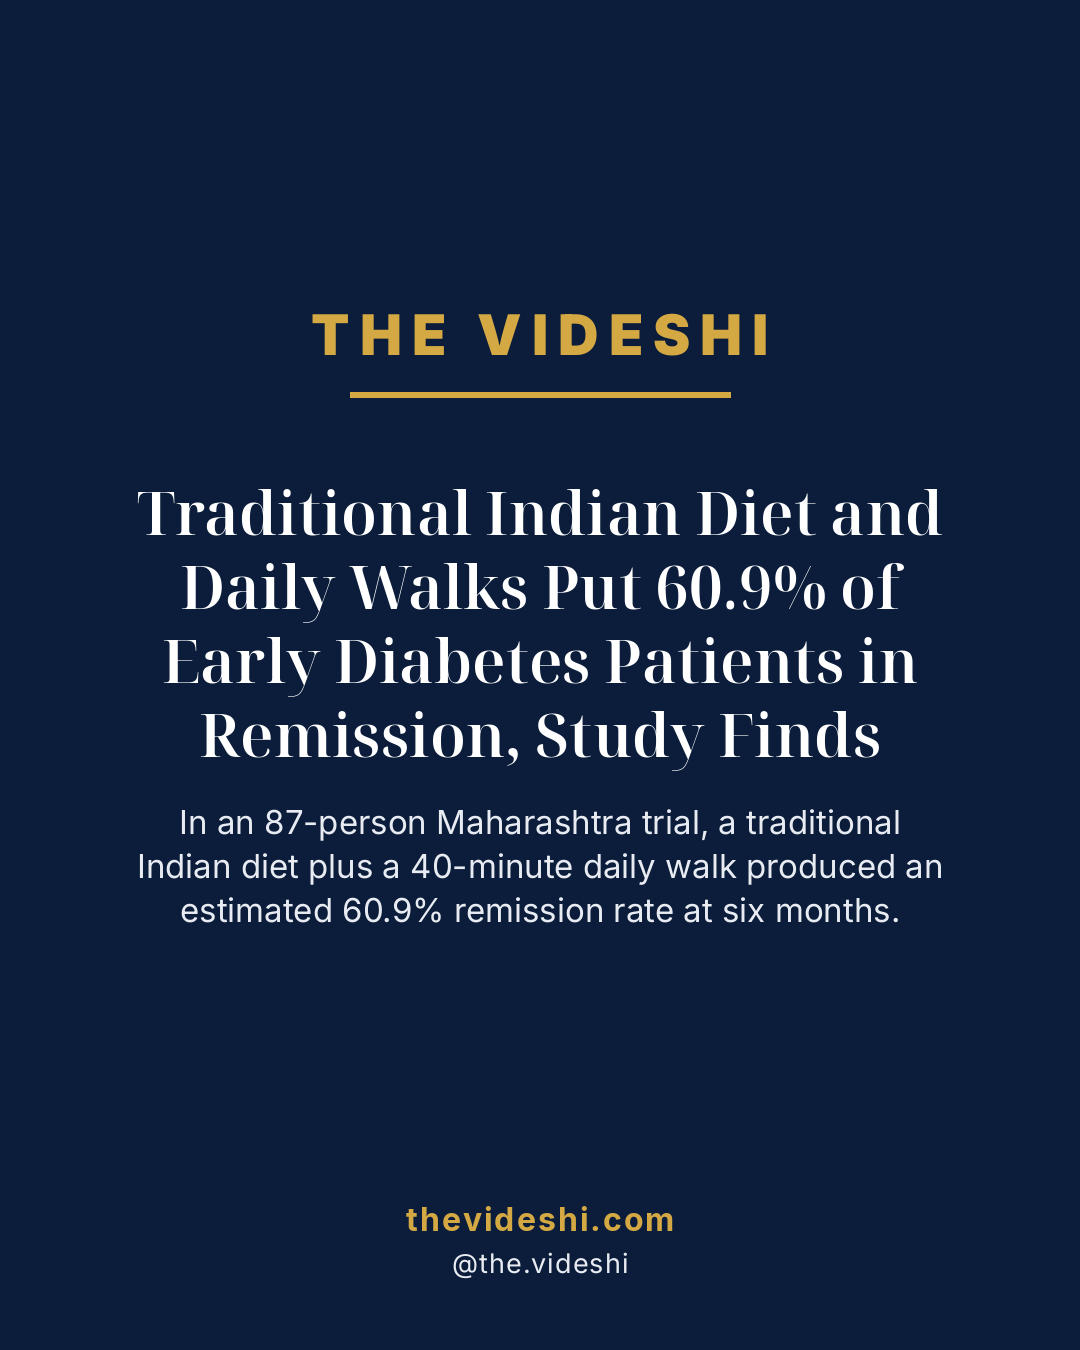 THE VIDESHI
Traditional Indian Diet and
Daily Walks Put 60.9% of
Early Diabetes Patients in
Remission, Study Finds
In an 87-person Maharashtra trial, a traditional
Indian diet plus a 40-minute daily walk produced an
estimated 60.9% remission rate at six months.
thevideshi.com
@the.videshi